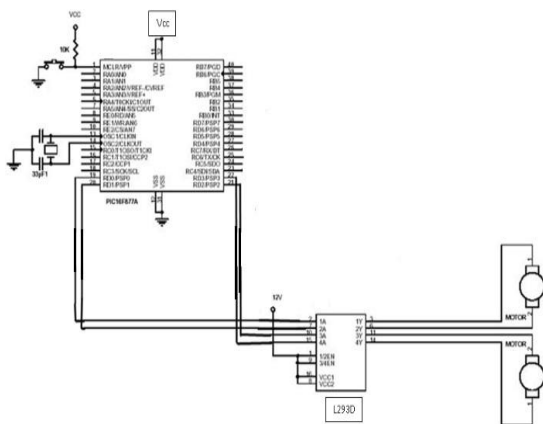 VCC
Vcc
10K
MCLR/VPP
RA0/AN0
RA1/AN1
RA2/AN2/VREF-/CVREF
RA3/AN3/VREF+
RA4/T0CKI/C1OUT
RA5/AN4/SS/C2OUT
RE0/RD/AN5
RE1/WR/AN6
RE2/CS/AN7
OSC1/CLKIN
OSC2/CLKOUT
RC0/T1OSO/T1CKI
RC1/T1OSI/CCP2
RC2/CCP1
RC3/SCK/SCL
RD0/PSP0
RD1/PSP1
VDD
VDD
VSS
VSS
RB7/PGD
RB6/PGC
RB5
RB4
RB3/PGM
RB2
RB1
RB0/INT
RD7/PSP7
RD6/PSP6
RD5/PSP5
RD4/PSP4
RC7/RX/DT
RC6/TX/CK
RC5/SDO
RC4/SDI/SDA
RD3/PSP3
RD2/PSP2
33pF1
PIC16F877A
12V
1A
2A
3A
4A
1/2EN
3/4EN
VCC1
VCC2
1Y
2Y
3Y
4Y
MOTOR
MOTOR
L293D